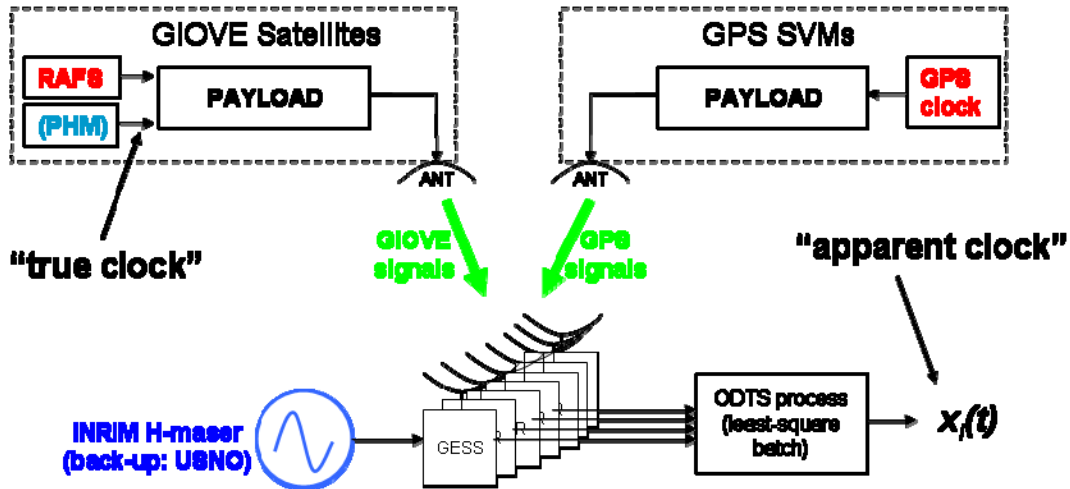 GIOVE Satellites
RAFS
(PHM)
PAYLOAD
ANT
GPS SVMs
PAYLOAD
GPS
clock
ANT
"true clock"
GIOVE
signals
GPS
signals
"apparent clock"
INRIM H-maser
(back-up: USNO)
GESS
ODTS process
(least-square
batch)
xᵢ(t)